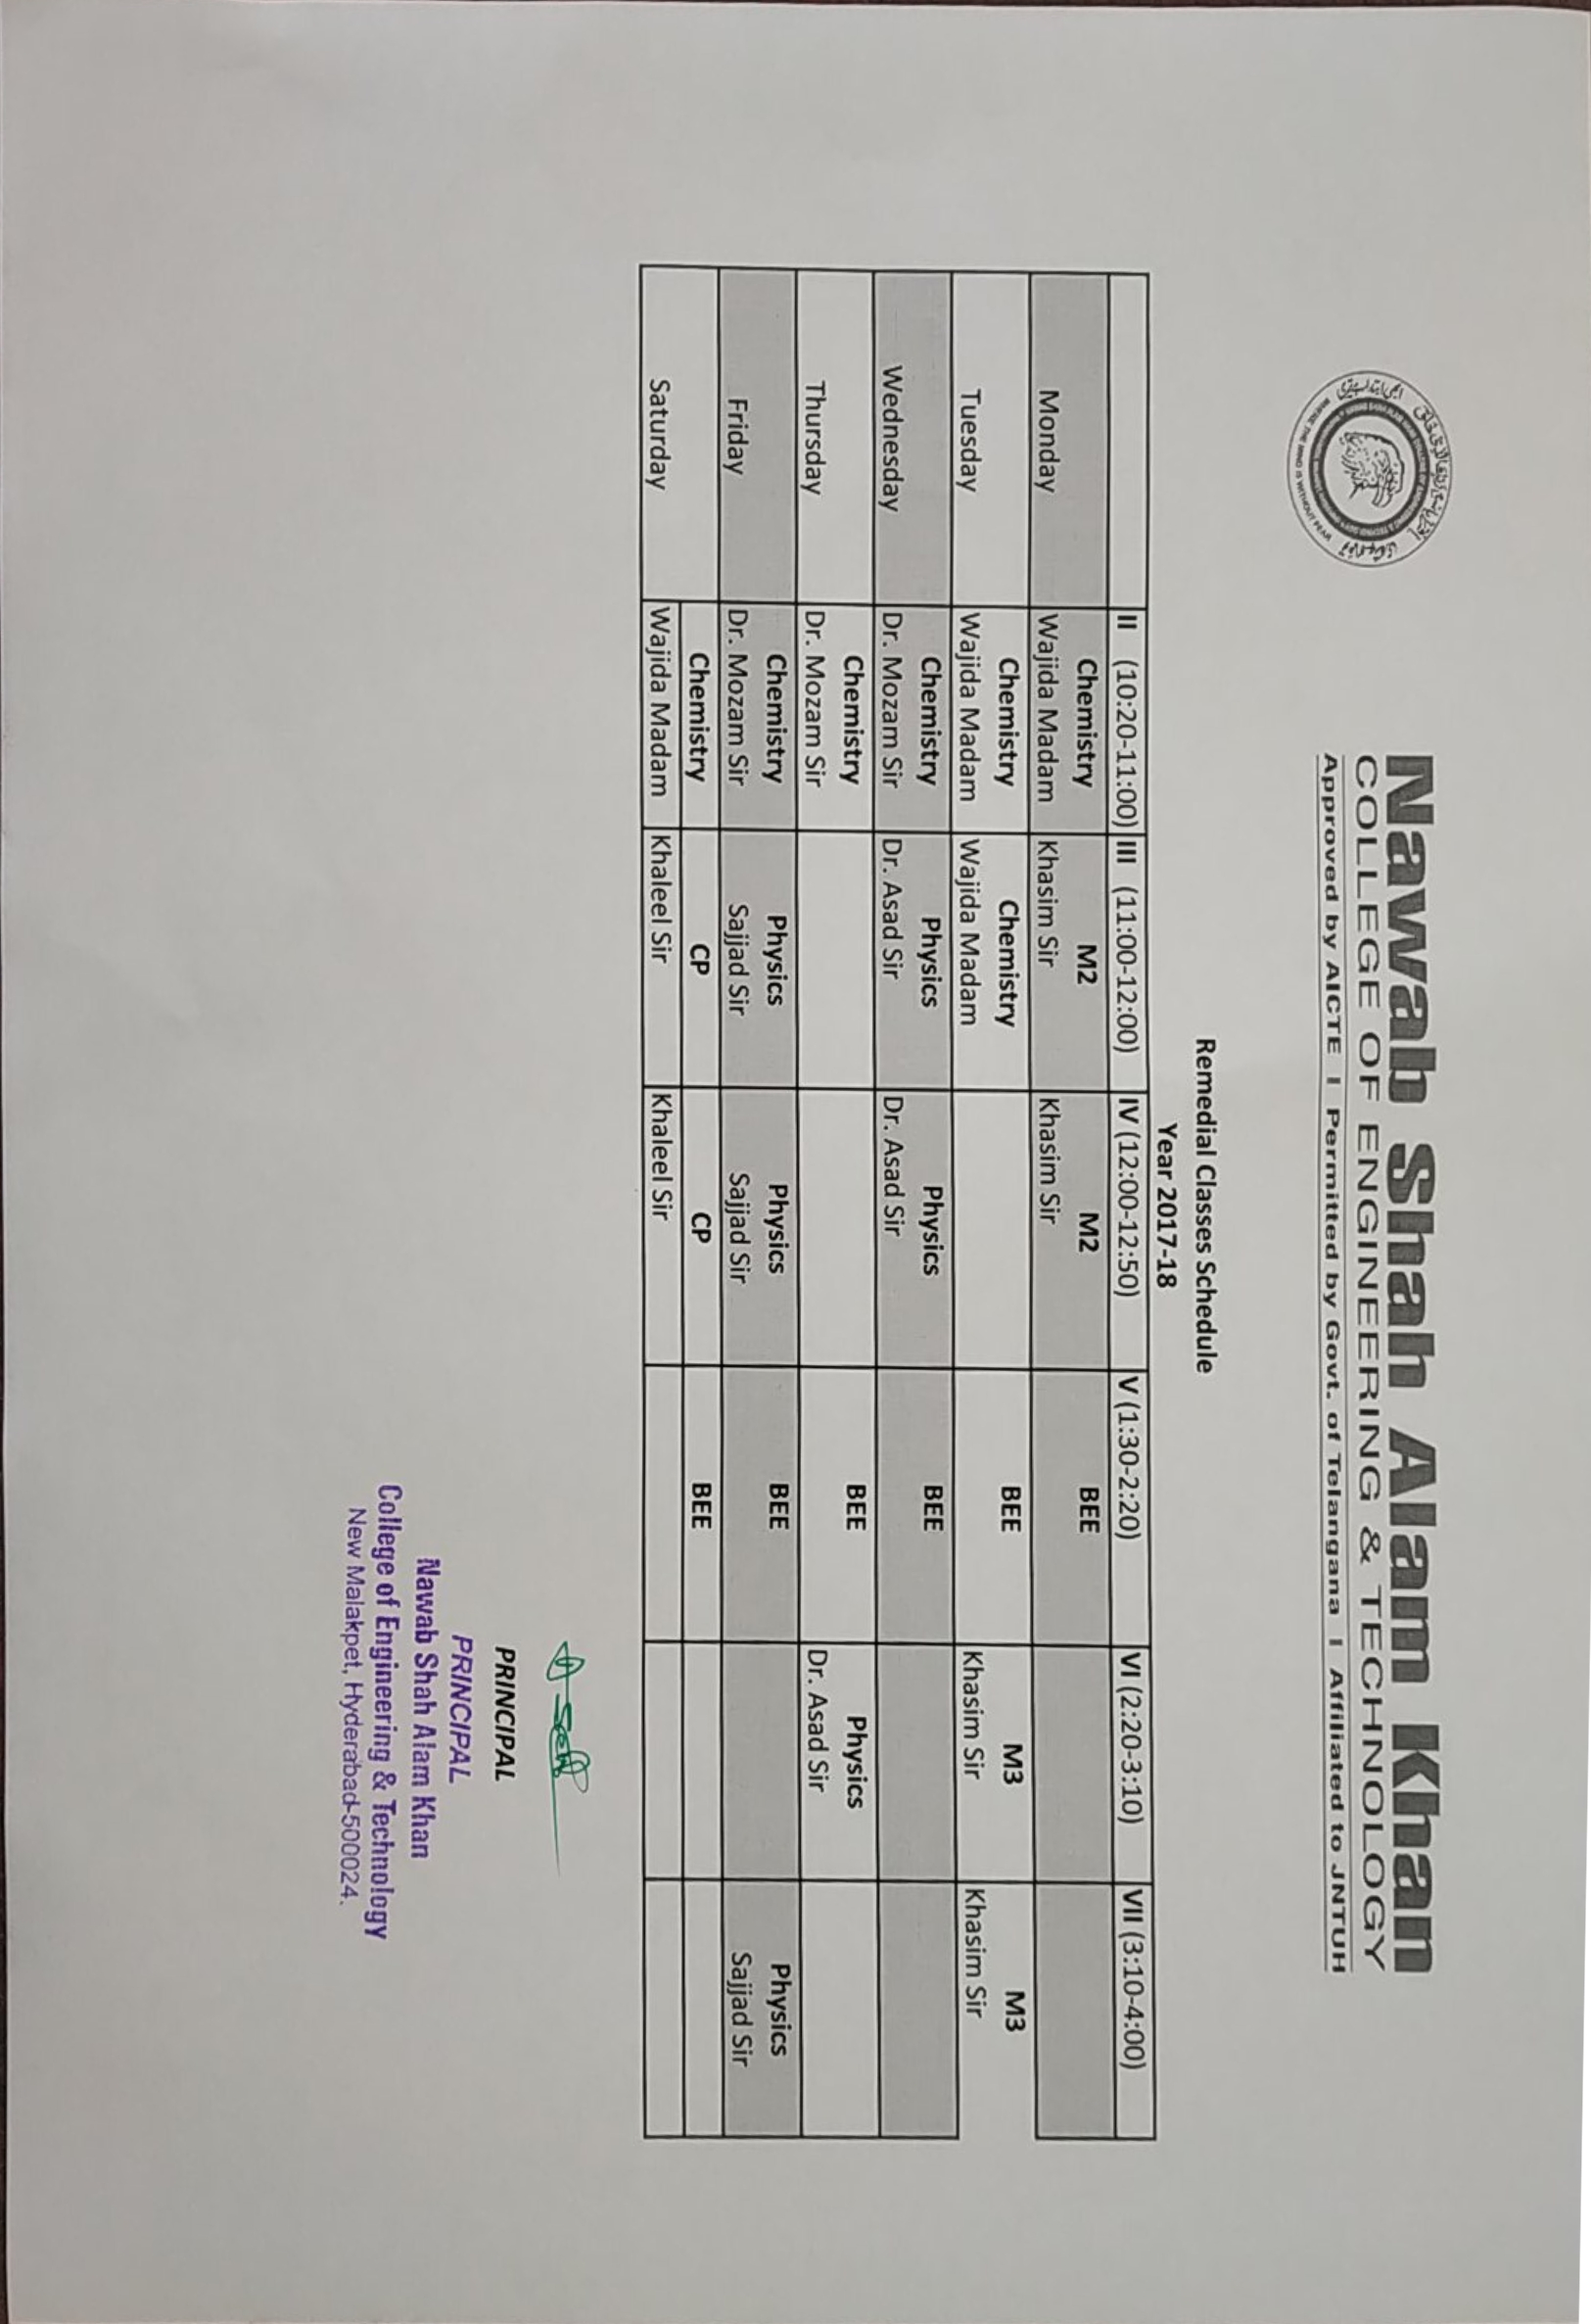 WHERE THE MIND IS WITHOUT FEAR
Nawab Shah Alam Khan
COLLEGE OF ENGINEERING & TECHNOLOGY
Approved by AICTE I Permitted by Govt. of Telangana I Affiliated to JNTUH
Remedial Classes Schedule
Year 2017-18
II (10:20-11:00) III (11:00-12:00) IV (12:00-12:50) V (1:30-2:20) VI (2:20-3:10) VII (3:10-4:00)
Chemistry M2 M2 BEE
Monday Wajida Madam Khasim Sir Khasim Sir
Chemistry Chemistry BEE M3 M3
Tuesday Wajida Madam Wajida Madam Khasim Sir Khasim Sir
Chemistry Physics Physics BEE
Wednesday Dr. Mozam Sir Dr. Asad Sir Dr. Asad Sir
Chemistry BEE Physics
Thursday Dr. Mozam Sir Dr. Asad Sir
Chemistry Physics Physics BEE Physics
Friday Dr. Mozam Sir Sajjad Sir Sajjad Sir Sajjad Sir
Chemistry CP CP BEE
Saturday Wajida Madam Khaleel Sir Khaleel Sir
PRINCIPAL
PRINCIPAL
Nawab Shah Alam Khan
College of Engineering & Technology
New Malakpet, Hyderabad-500024.